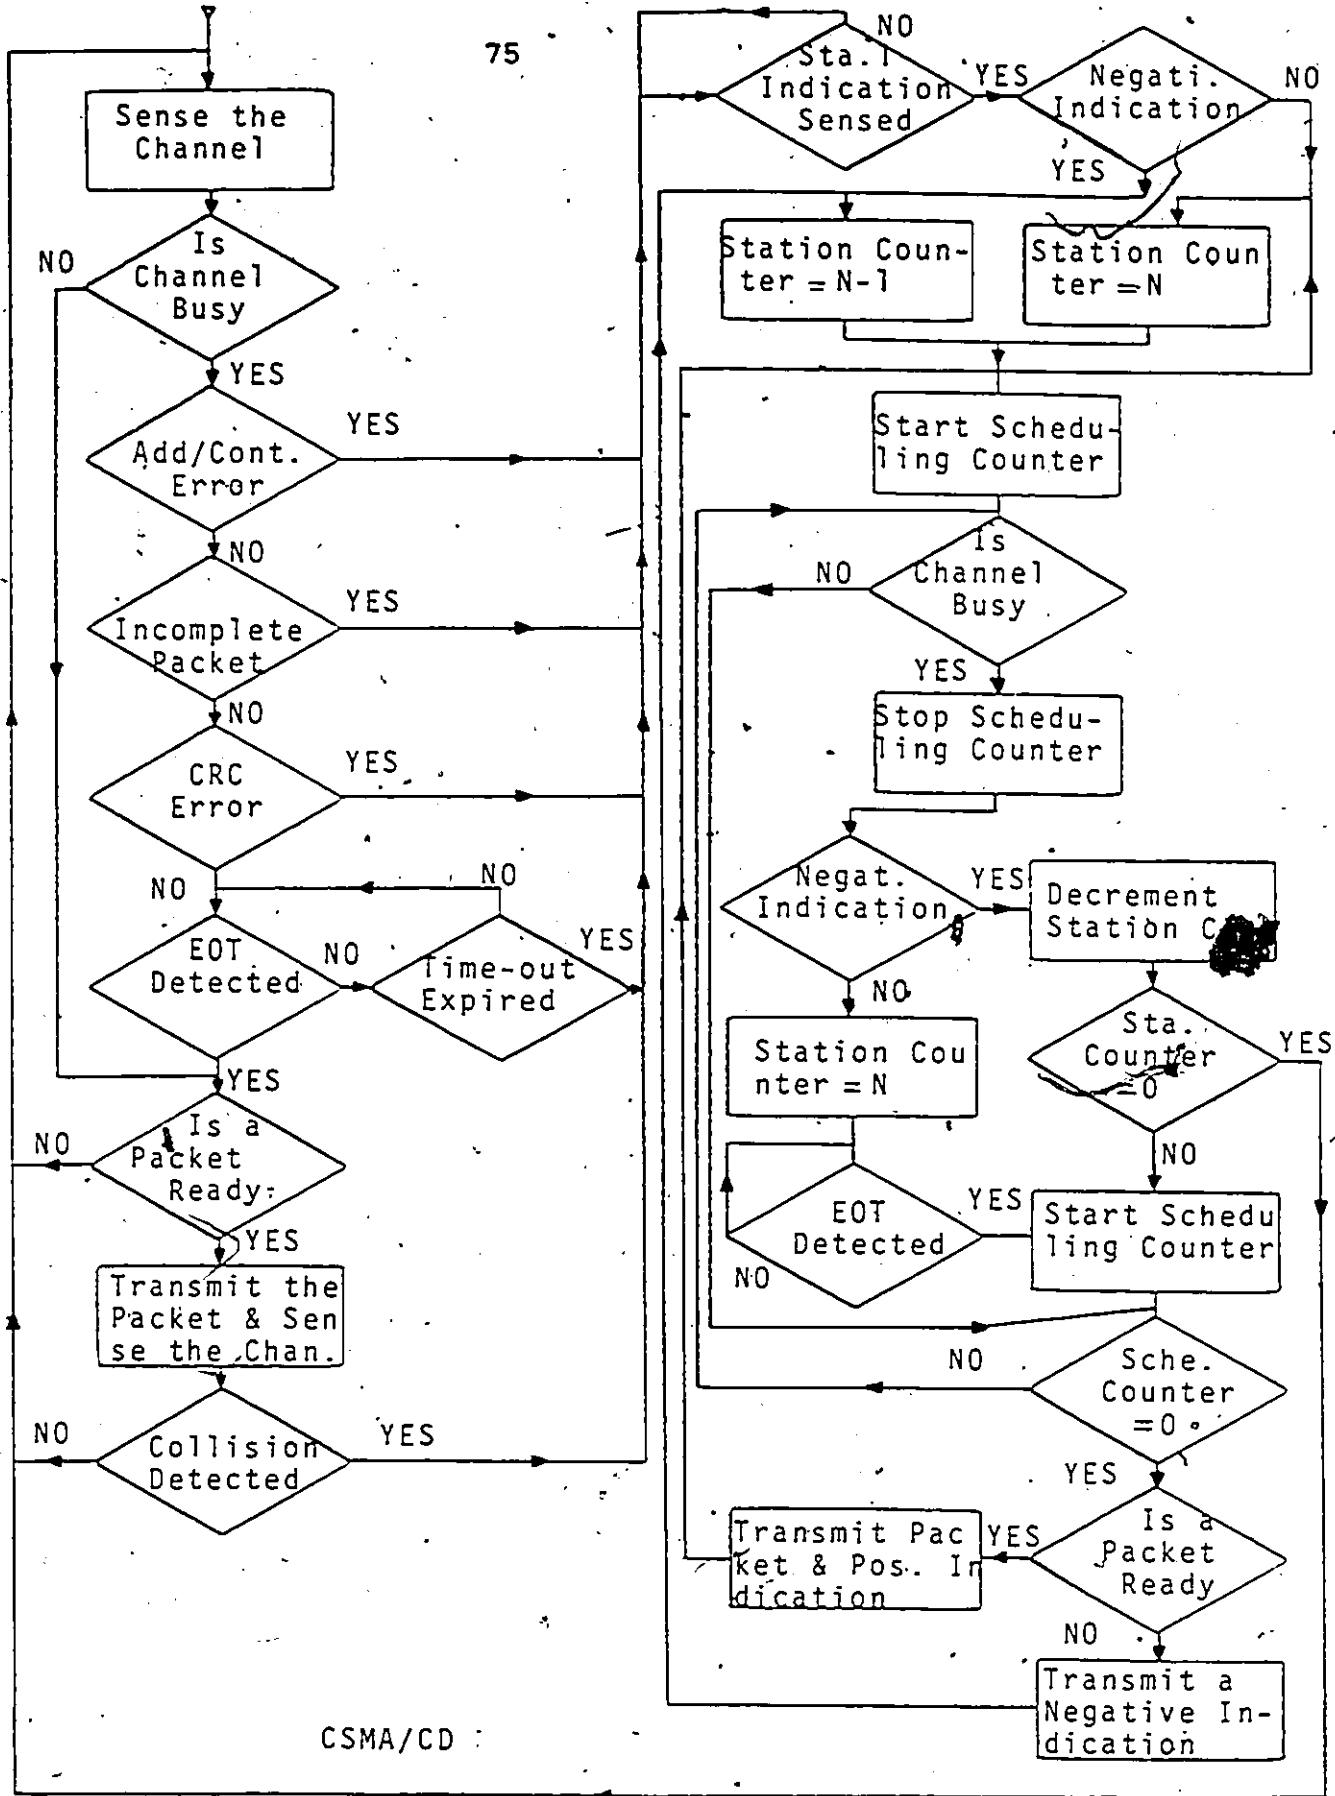 75
Sense the
Channel
Is
Channel
Busy
NO
YES
Add/Cont.
Error
YES
NO
Incomplete
Packet
YES
NO
CRC
Error
YES
NO
EOT
Detected
NO
NO
Time-out
Expired
YES
YES
Is a
Packet
Ready
NO
YES
Transmit the
Packet & Sen
se the Chan.
Collision
Detected
NO
YES
CSMA/CD
NO
Sta.1
Indication
Sensed
YES
Negati.
Indication
NO
YES
Station Coun-
ter = N-1
Station Coun
ter = N
Start Schedu-
ling Counter
Is
Channel
Busy
NO
YES
Stop Schedu-
ling Counter
Negat.
Indication
YES
Decrement
Station
NO
Station Cou
nter = N
Sta.
Counter
=0
YES
NO
EOT
Detected
YES
NO
Start Schedu
ling Counter
Sche.
Counter
=0
NO
YES
Is a
Packet
Ready
YES
Transmit Pac
ket & Pos. In
dication
NO
Transmit a
Negative In-
dication